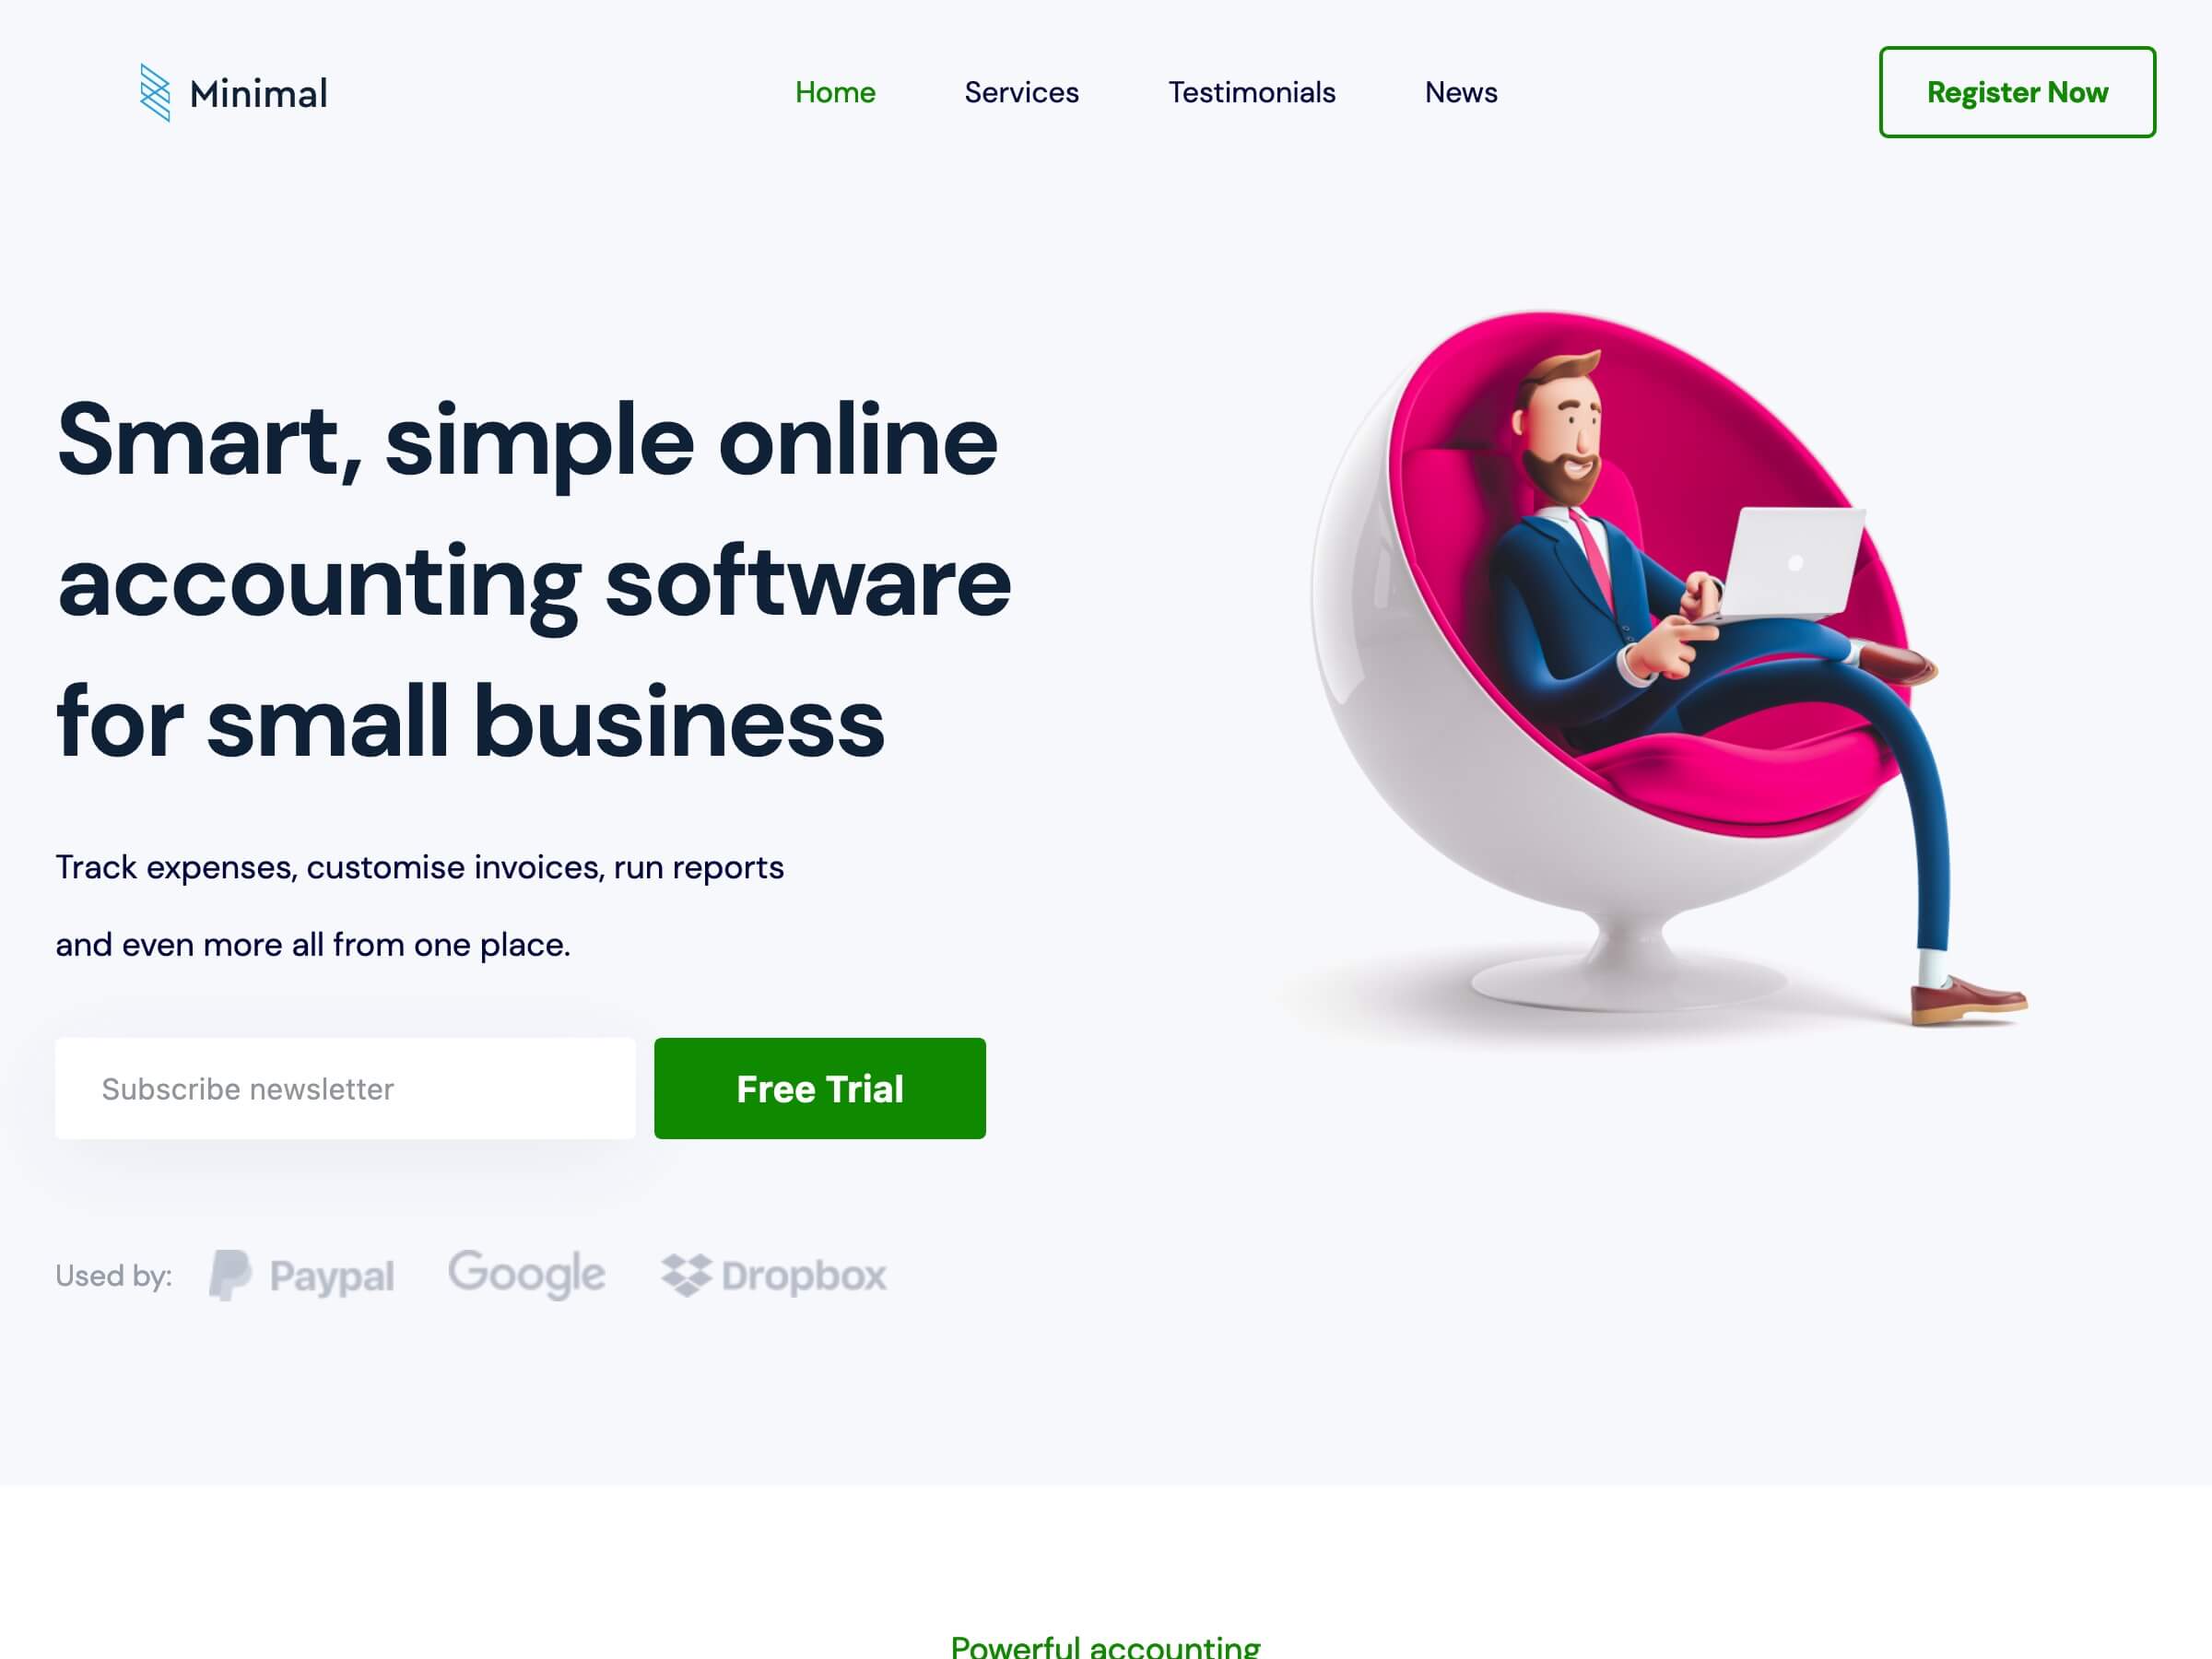 Minimal
Home
Services
Testimonials
News
Register Now
Smart, simple online
accounting software
for small business
Track expenses, customise invoices, run reports
and even more all from one place.
Subscribe newsletter
Free Trial
Used by:
Paypal
Google
Dropbox
Powerful accounting